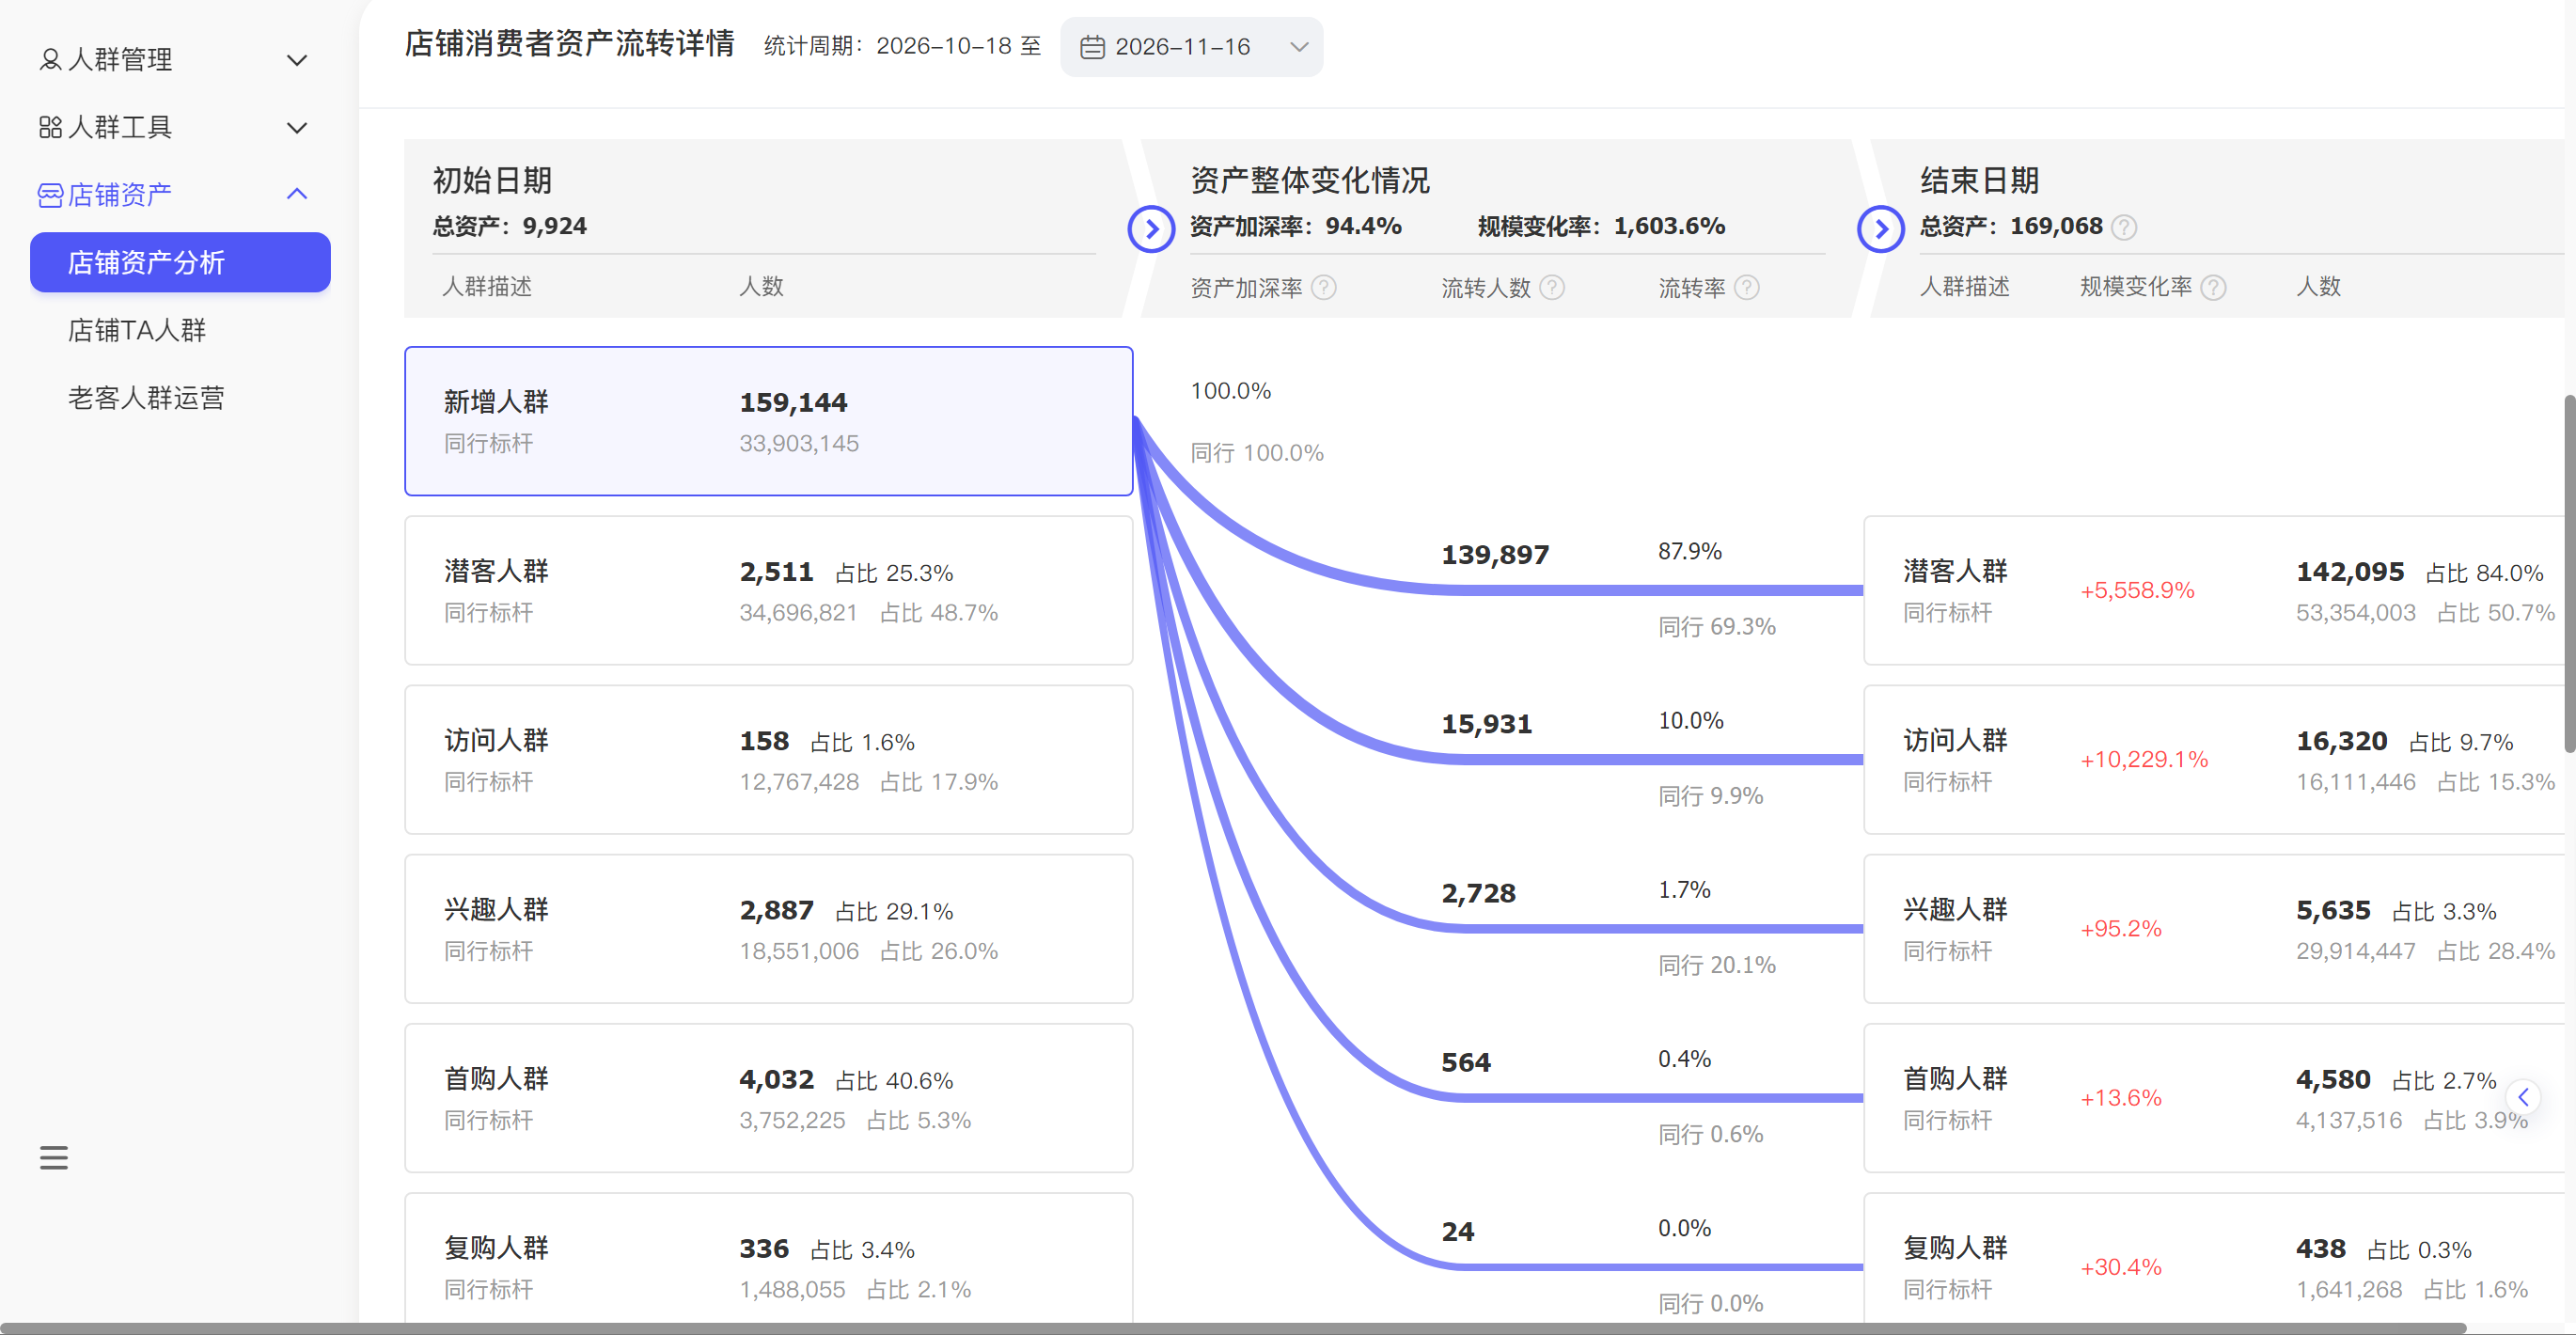 人群管理
人群工具
店铺资产
店铺资产分析
店铺TA人群
老客人群运营
店铺消费者资产流转详情 统计周期：2026-10-18 至 2026-11-16
初始日期
总资产：9,924
人群描述 人数
资产整体变化情况
资产加深率：94.4% 规模变化率：1,603.6%
资产加深率 ? 流转人数 ? 流转率 ?
结束日期
总资产：169,068 ?
人群描述 规模变化率 ? 人数
新增人群 159,144
同行标杆 33,903,145
100.0%
同行 100.0%
潜客人群 2,511 占比 25.3%
同行标杆 34,696,821 占比 48.7%
139,897 87.9%
同行 69.3%
潜客人群 +5,558.9% 142,095 占比 84.0%
同行标杆 53,354,003 占比 50.7%
访问人群 158 占比 1.6%
同行标杆 12,767,428 占比 17.9%
15,931 10.0%
同行 9.9%
访问人群 +10,229.1% 16,320 占比 9.7%
同行标杆 16,111,446 占比 15.3%
兴趣人群 2,887 占比 29.1%
同行标杆 18,551,006 占比 26.0%
2,728 1.7%
同行 20.1%
兴趣人群 +95.2% 5,635 占比 3.3%
同行标杆 29,914,447 占比 28.4%
首购人群 4,032 占比 40.6%
同行标杆 3,752,225 占比 5.3%
564 0.4%
同行 0.6%
首购人群 +13.6% 4,580 占比 2.7%
同行标杆 4,137,516 占比 3.9%
复购人群 336 占比 3.4%
同行标杆 1,488,055 占比 2.1%
24 0.0%
同行 0.0%
复购人群 +30.4% 438 占比 0.3%
同行标杆 1,641,268 占比 1.6%